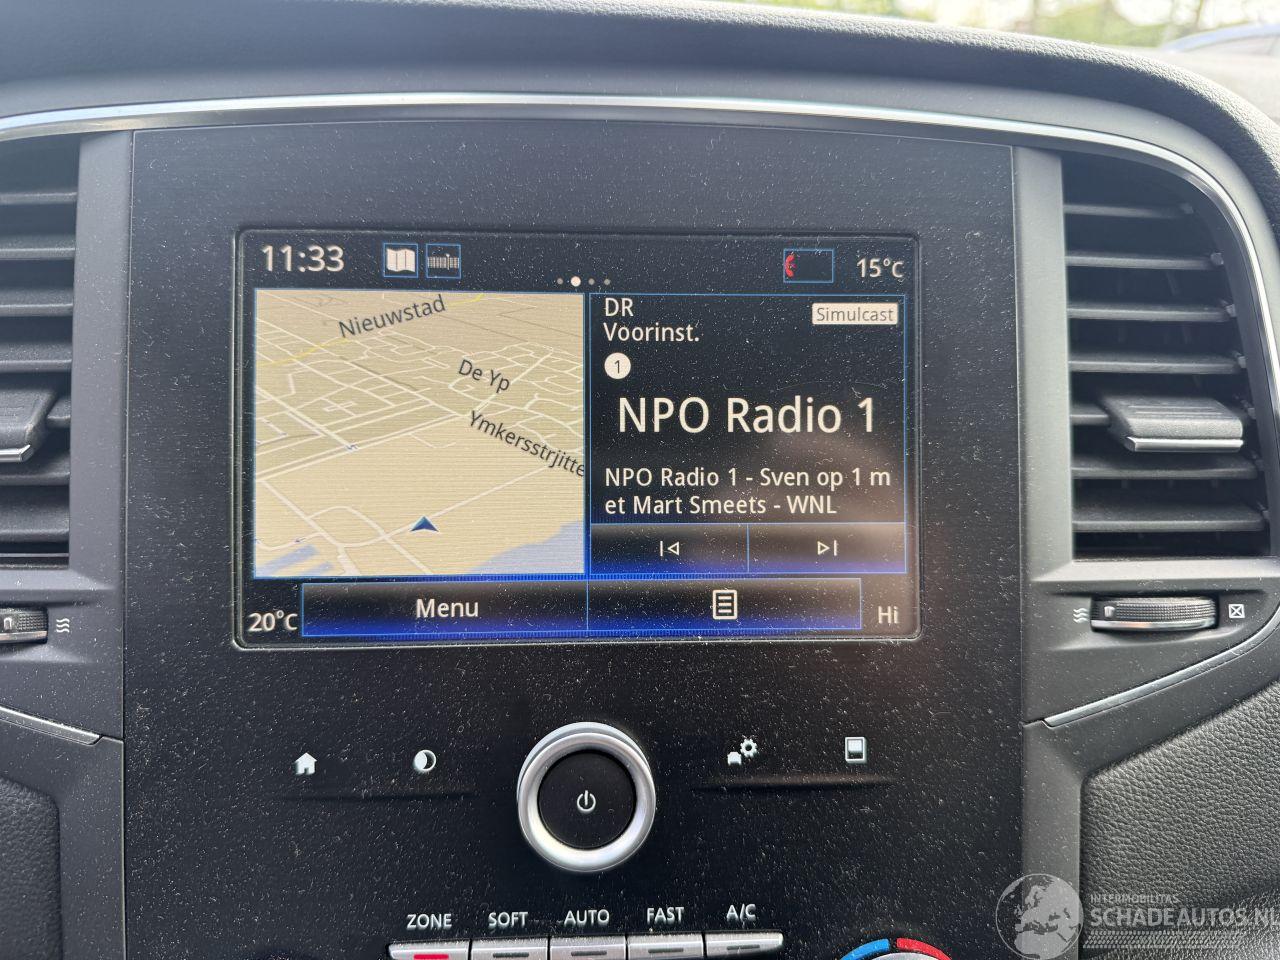 11:33
15°C
Nieuwstad
De Yp
Ymkersstrjitte
DR
Simulcast
Voorinst.
1
NPO Radio 1
NPO Radio 1 - Sven op 1 m
et Mart Smeets - WNL
20°C
Menu
Hi
ZONE SOFT AUTO FAST A/C
INTERMOBILITAS
SCHADEAUTOS.NL